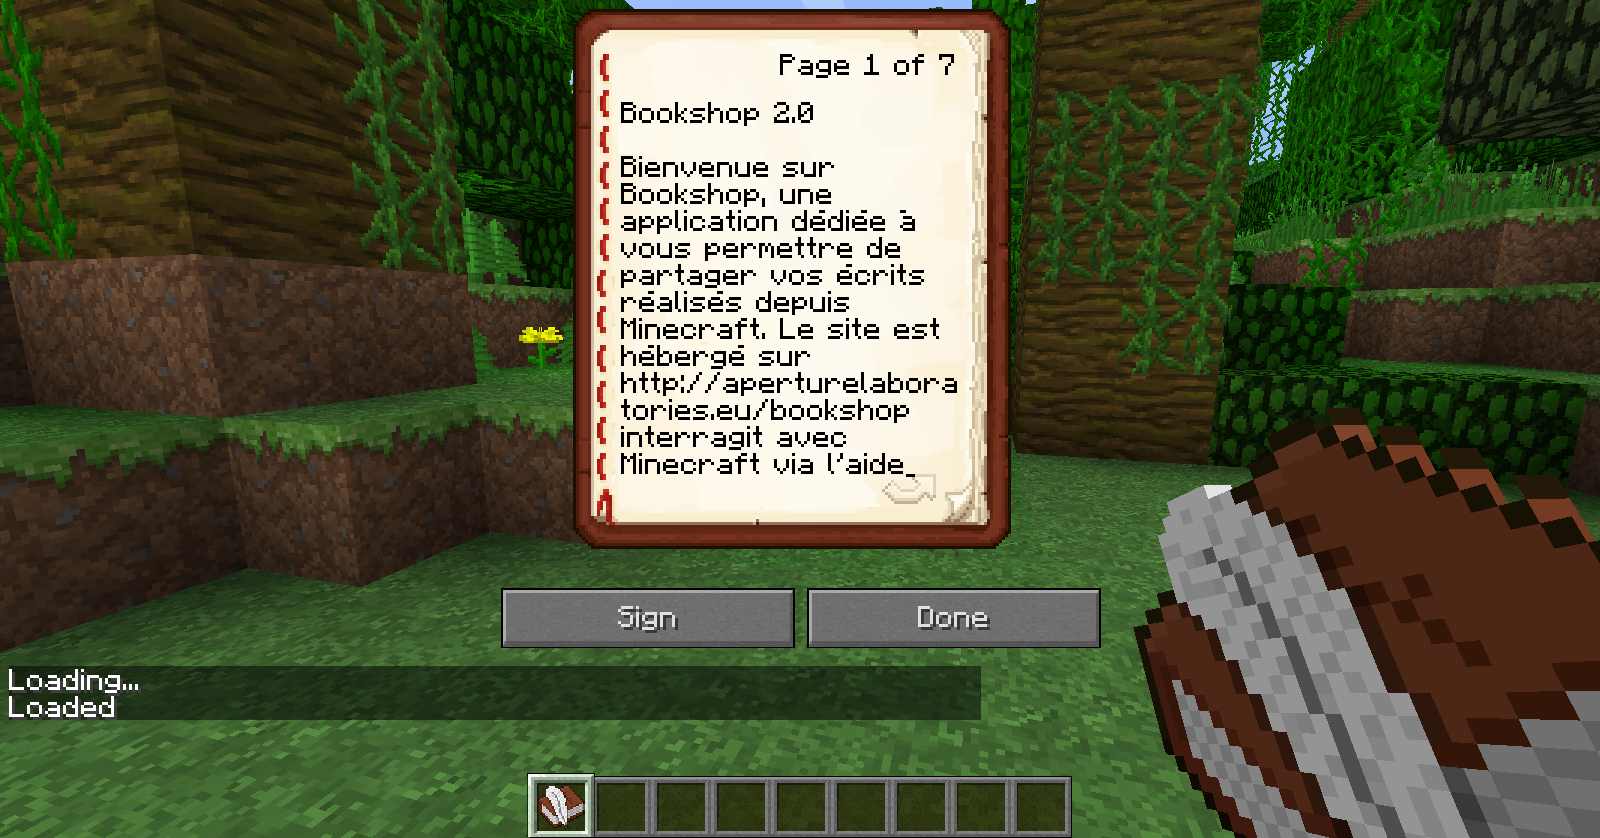 Page 1 of 7
Bookshop 2.0
Bienvenue sur
Bookshop, une
application dédiée à
vous permettre de
partager vos écrits
réalisés depuis
Minecraft. Le site est
hébergé sur
http://apertunelabora
tories.eu/bookshop
interragit avec
Minecraft via l'aide_
Sign
Done
Loading...
Loaded